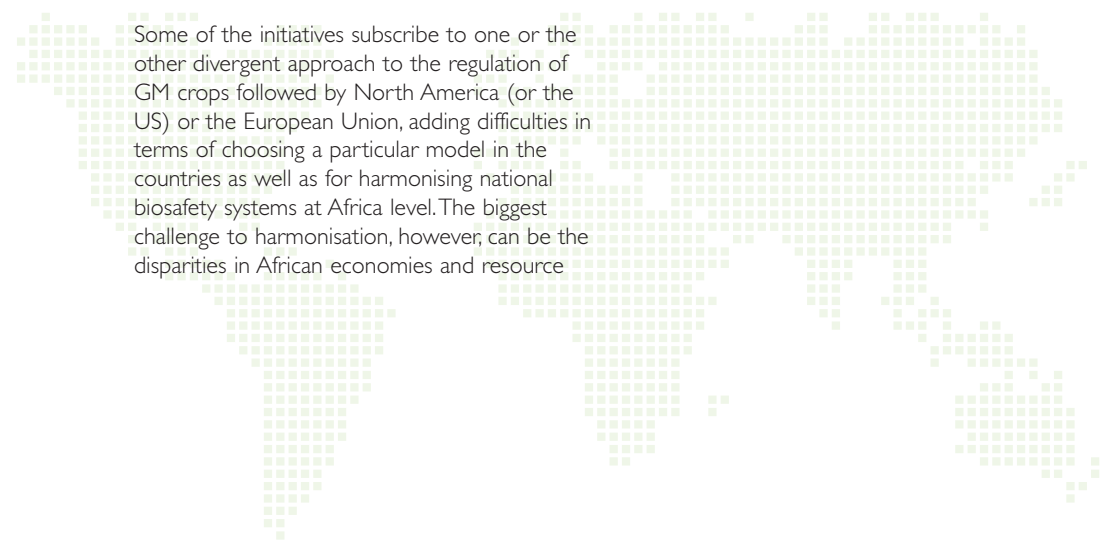 Some of the initiatives subscribe to one or the
other divergent approach to the regulation of
GM crops followed by North America (or the
US) or the European Union, adding difficulties in
terms of choosing a particular model in the
countries as well as for harmonising national
biosafety systems at Africa level. The biggest
challenge to harmonisation, however, can be the
disparities in African economies and resource